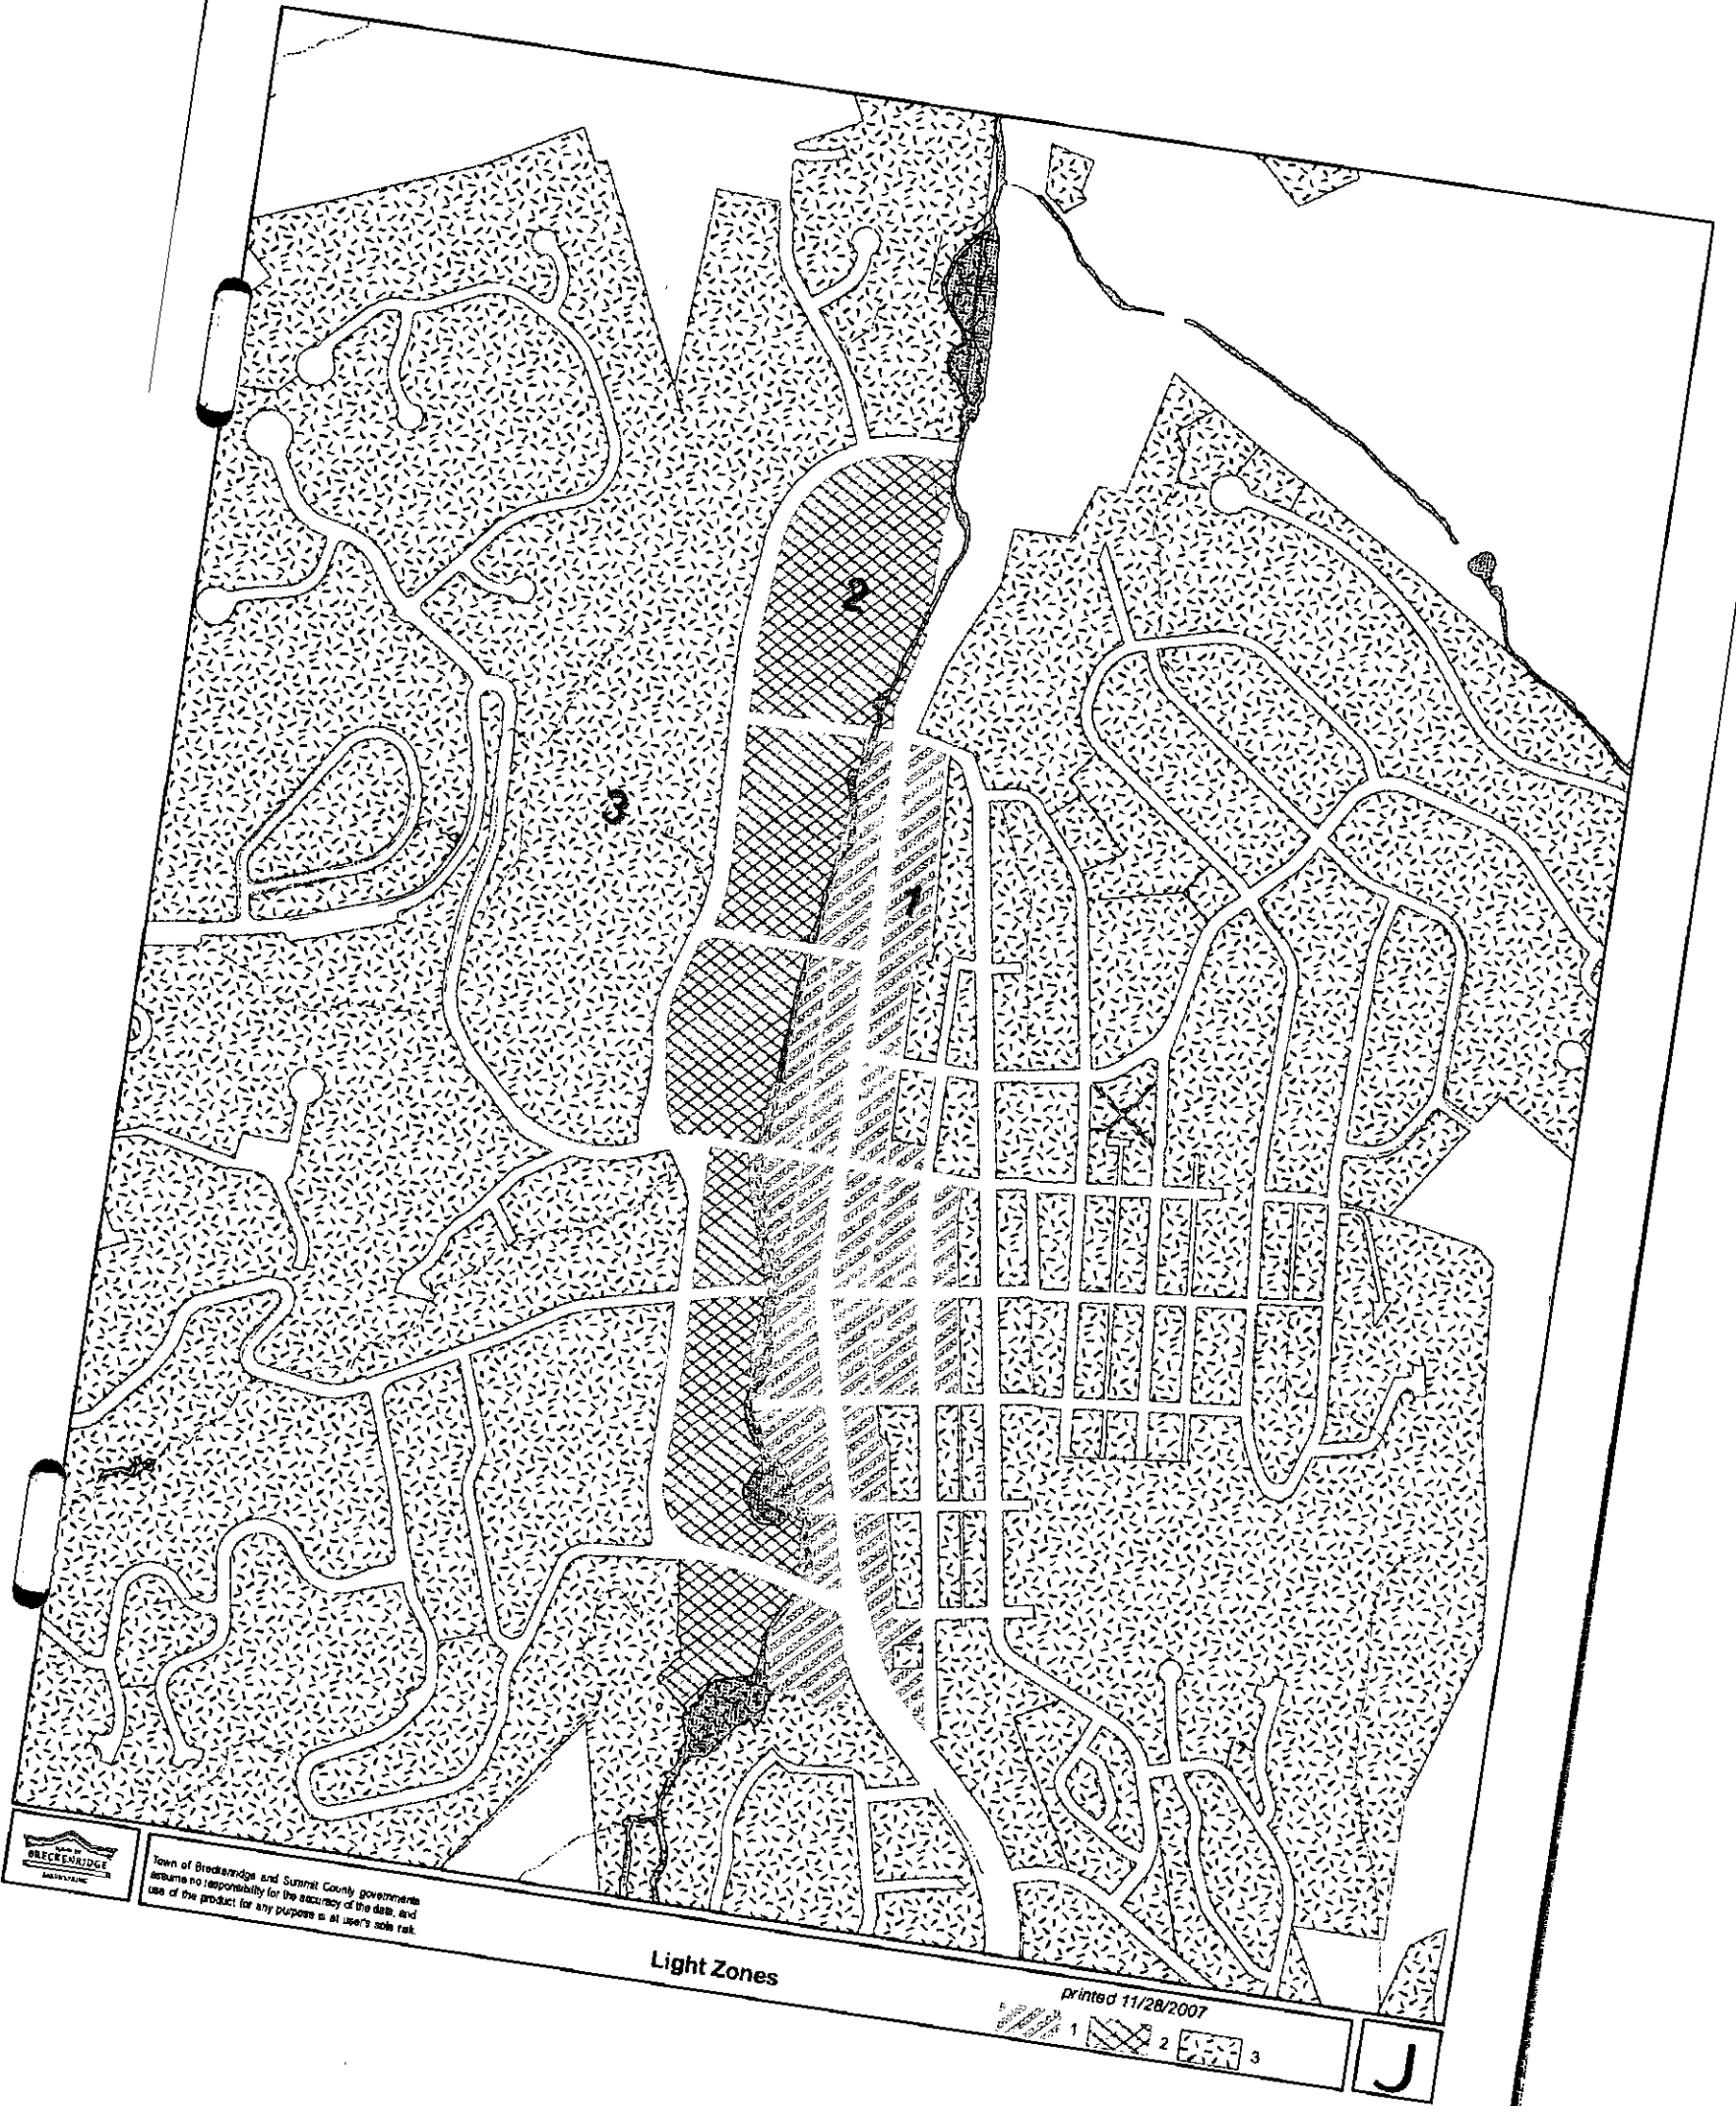 2
3
1
BRECKENRIDGE
Town of Breckenridge and Summit County governments
assume no responsibility for the accuracy of the data, and
use of the product for any purpose is at user's sole risk.
Light Zones
printed 11/28/2007
1 2 3
J